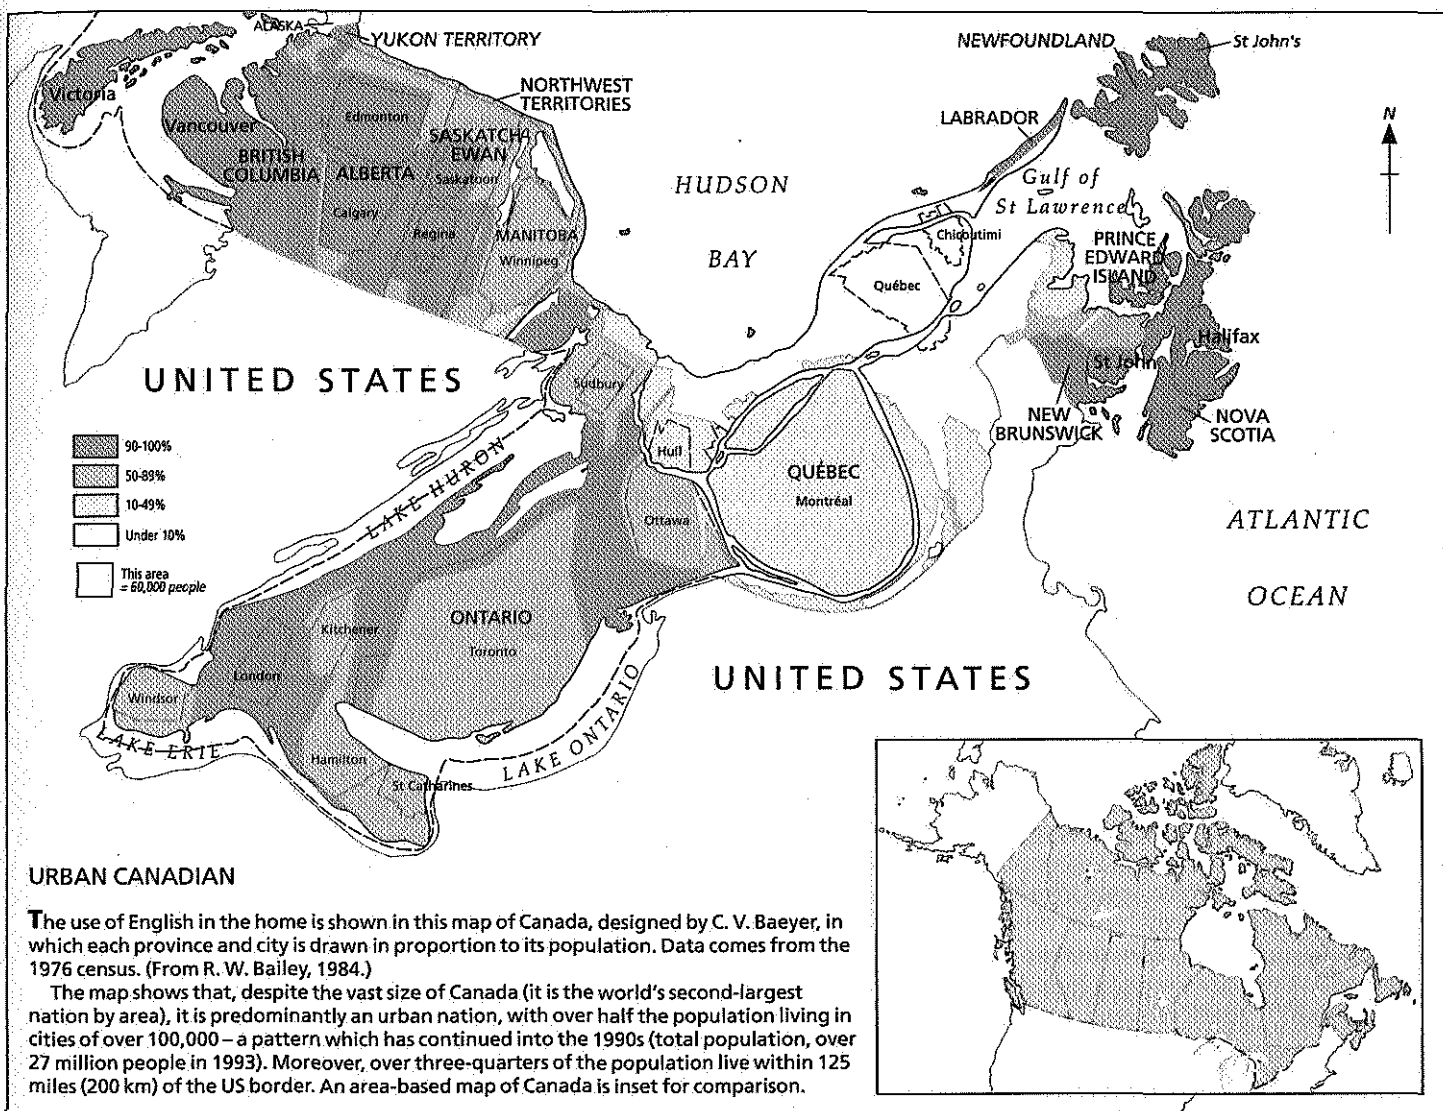 ALASKA
YUKON TERRITORY
NEWFOUNDLAND
St John's
Victoria
NORTHWEST
TERRITORIES
LABRADOR
N
Vancouver
Edmonton
SASKATCH
EWAN
BRITISH
COLUMBIA
ALBERTA
Saskatoon
HUDSON
BAY
Gulf of
St Lawrence
Calgary
Regina
MANITOBA
Winnipeg
Chicoutimi
PRINCE
EDWARD
ISLAND
Québec
Halifax
St John
UNITED STATES
Sudbury
NEW
BRUNSWICK
NOVA
SCOTIA
90-100%
50-89%
10-49%
Under 10%
This area
= 60,000 people
LAKE HURON
Hull
QUÉBEC
Montréal
Ottawa
ATLANTIC
OCEAN
ONTARIO
Kitchener
Toronto
London
Windsor
UNITED STATES
LAKE ERIE
LAKE ONTARIO
Hamilton
St Catharines
URBAN CANADIAN
The use of English in the home is shown in this map of Canada, designed by C. V. Baeyer, in
which each province and city is drawn in proportion to its population. Data comes from the
1976 census. (From R. W. Bailey, 1984.)
The map shows that, despite the vast size of Canada (it is the world's second-largest
nation by area), it is predominantly an urban nation, with over half the population living in
cities of over 100,000 – a pattern which has continued into the 1990s (total population, over
27 million people in 1993). Moreover, over three-quarters of the population live within 125
miles (200 km) of the US border. An area-based map of Canada is inset for comparison.